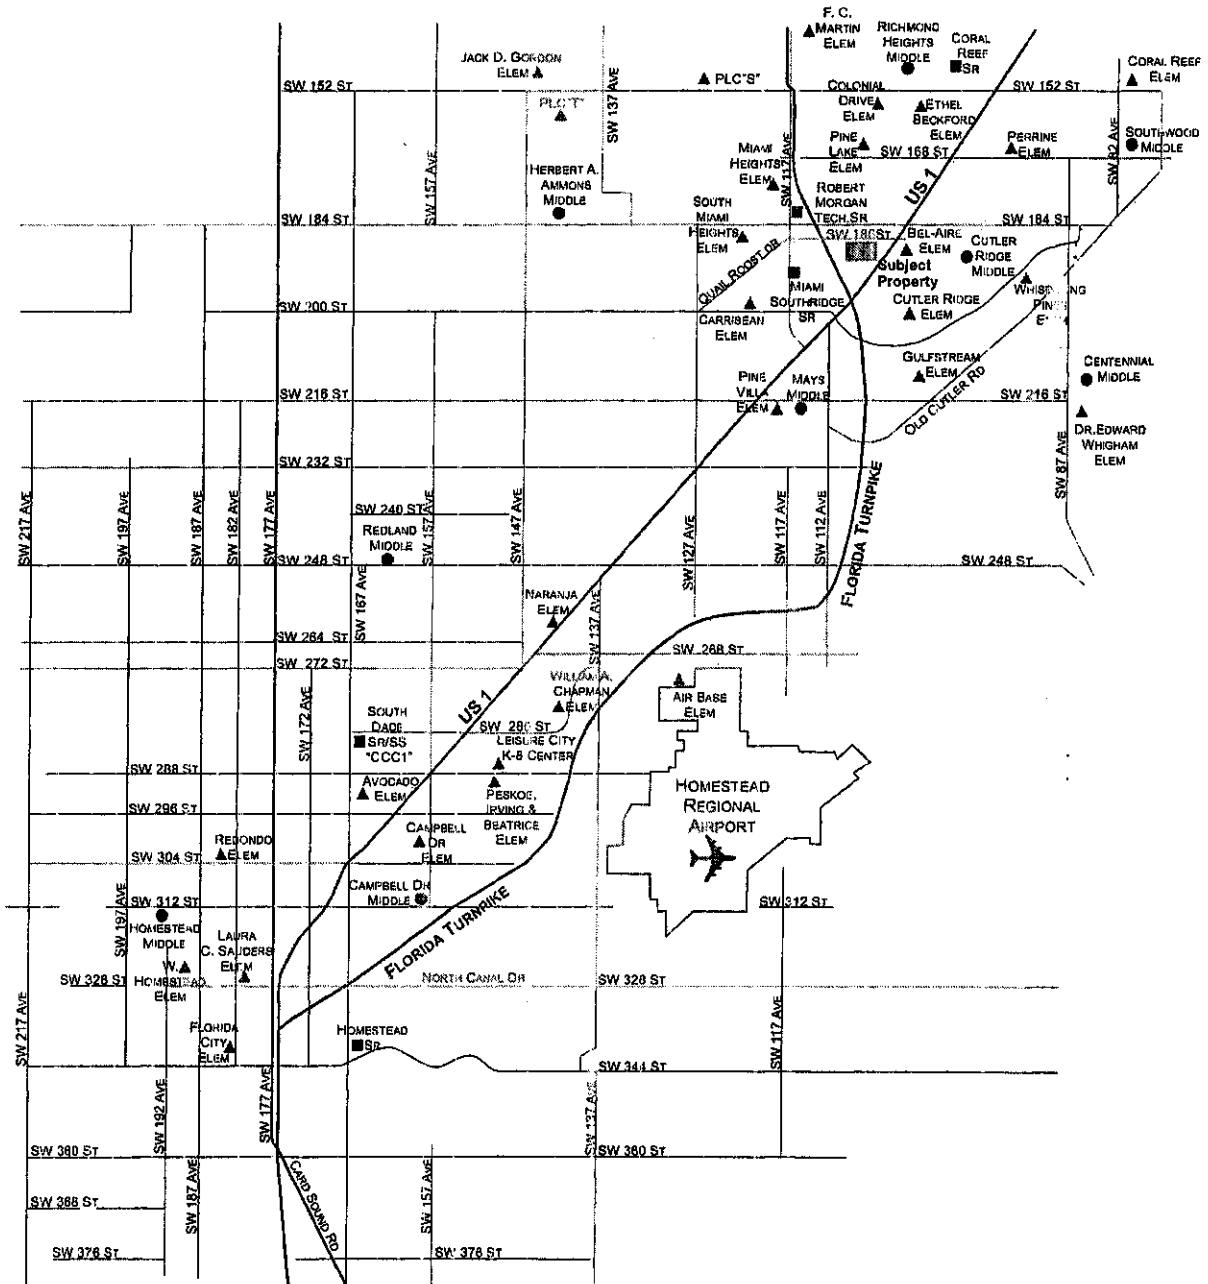 F. C.
MARTIN
ELEM
RICHMOND
HEIGHTS
MIDDLE
CORAL
REEF
SR
JACK D. GORDON
ELEM
PLC"S"
CORAL REEF
ELEM
SW 152 ST
SW 137 AVE
COLONIAL
DRIVE
ELEM
ETHEL
BECKFORD
ELEM
SW 152 ST
PLC"T"
SW 157 AVE
HERBERT A.
AMMONS
MIDDLE
MIAMI
HEIGHTS
ELEM
SW 117 AVE
PINE
LAKE
ELEM
SW 168 ST
PERRINE
ELEM
SW 82 AVE
SOUTHWOOD
MIDDLE
US 1
ROBERT
MORGAN
TECH.SR
SOUTH
MIAMI
HEIGHTS
ELEM
SW 184 ST
SW 184 ST
SW 186 ST
BEL-AIRE
ELEM
CUTLER
RIDGE
MIDDLE
QUAIL ROOST DR
Subject
Property
MIAMI
SOUTHRIDGE
SR
SW 200 ST
CARRIBEAN
ELEM
CUTLER RIDGE
ELEM
GULFSTREAM
ELEM
CENTENNIAL
MIDDLE
PINE
VILLA
ELEM
MAYS
MIDDLE
OLD CUTLER RD
SW 216 ST
SW 216 ST
DR.EDWARD
WHIGHAM
ELEM
SW 87 AVE
SW 232 ST
SW 217 AVE
SW 197 AVE
SW 187 AVE
SW 182 AVE
SW 177 AVE
SW 240 ST
SW 157 AVE
SW 147 AVE
SW 127 AVE
SW 117 AVE
SW 112 AVE
FLORIDA TURNPIKE
REDLAND
MIDDLE
SW 248 ST
SW 248 ST
SW 167 AVE
NARANJA
ELEM
SW 137 AVE
SW 264 ST
SW 268 ST
SW 272 ST
WILLIAM A.
CHAPMAN
ELEM
AIR BASE
ELEM
SW 172 AVE
US 1
SOUTH
DADE
SR/SS
"CCC1"
SW 280 ST
LEISURE CITY
K-8 CENTER
SW 288 ST
AVOCADO
ELEM
PESKOE,
IRVING &
BEATRICE
ELEM
HOMESTEAD
REGIONAL
AIRPORT
SW 296 ST
REDONDO
ELEM
CAMPBELL
DR
ELEM
SW 304 ST
CAMPBELL DR
MIDDLE
SW 312 ST
SW 312 ST
SW 197 AVE
HOMESTEAD
MIDDLE
LAURA
C. SAUDERS
ELEM
FLORIDA TURNPIKE
W.
HOMESTEAD
ELEM
SW 328 ST
NORTH CANAL DR
SW 328 ST
SW 217 AVE
FLORIDA
CITY
ELEM
HOMESTEAD
SR
SW 117 AVE
SW 344 ST
SW 192 AVE
SW 177 AVE
SW 137 AVE
SW 360 ST
SW 360 ST
SW 187 AVE
CARD SOUND RD
SW 157 AVE
SW 368 ST
SW 376 ST
SW 376 ST